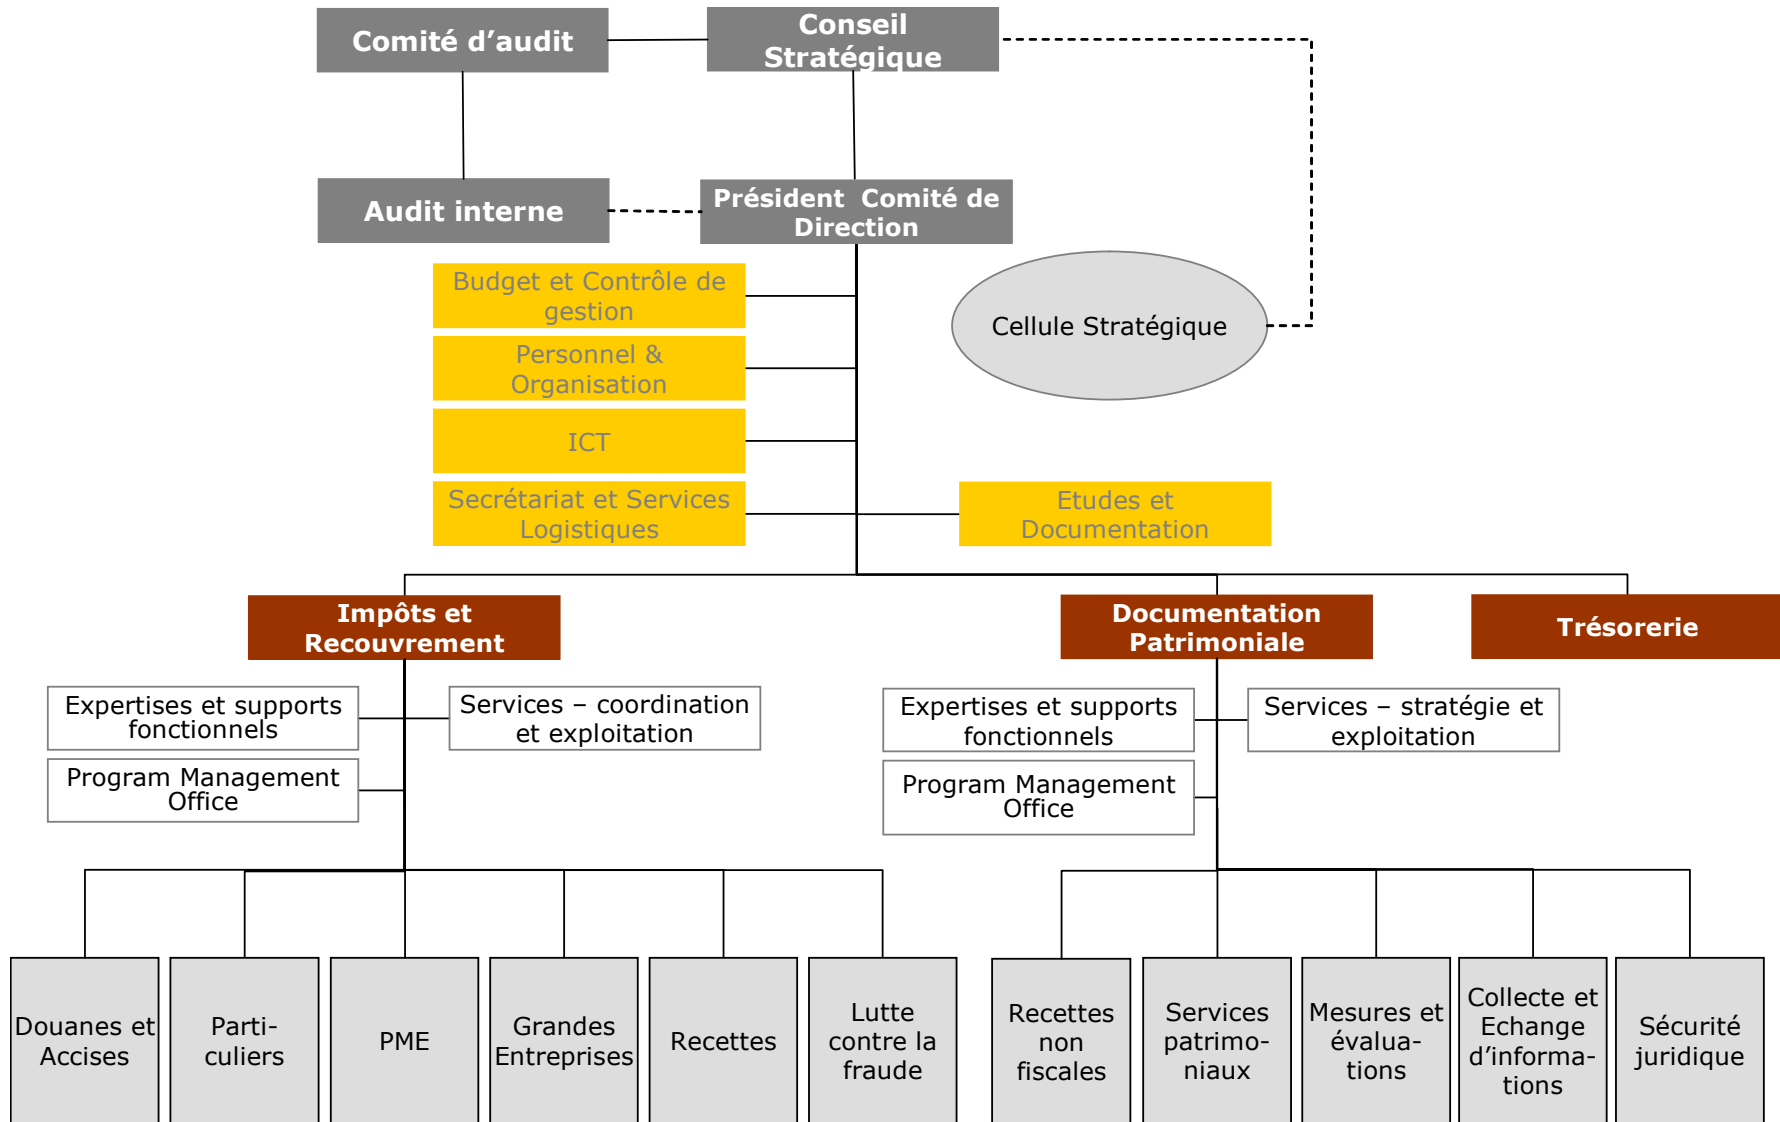 Comité d’audit
Conseil
Stratégique
Audit interne
Président  Comité de
Direction
Budget et Contrôle de
gestion
Cellule Stratégique
Personnel &
Organisation
ICT
Secrétariat et Services
Logistiques
Etudes et
Documentation
Impôts et
Recouvrement
Documentation
Patrimoniale
Trésorerie
Expertises et supports
fonctionnels
Services – coordination
et exploitation
Program Management
Office
Expertises et supports
fonctionnels
Services – stratégie et
exploitation
Program Management
Office
Douanes et
Accises
Parti-
culiers
PME
Grandes
Entreprises
Recettes
Lutte
contre la
fraude
Recettes
non
fiscales
Services
patrimo-
niaux
Mesures et
évalua-
tions
Collecte et
Echange
d’informa-
tions
Sécurité
juridique